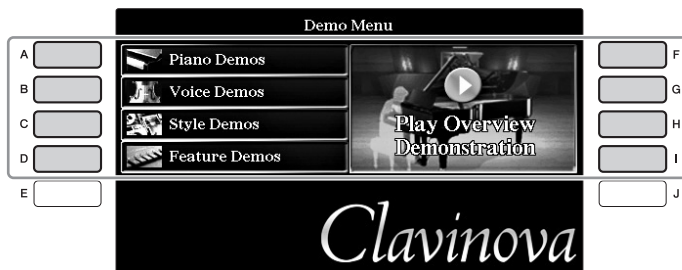 Demo Menu
A
Piano Demos
F
B
Voice Demos
G
C
Style Demos
Play Overview
H
D
Feature Demos
Demonstration
I
E
J
Clavinova